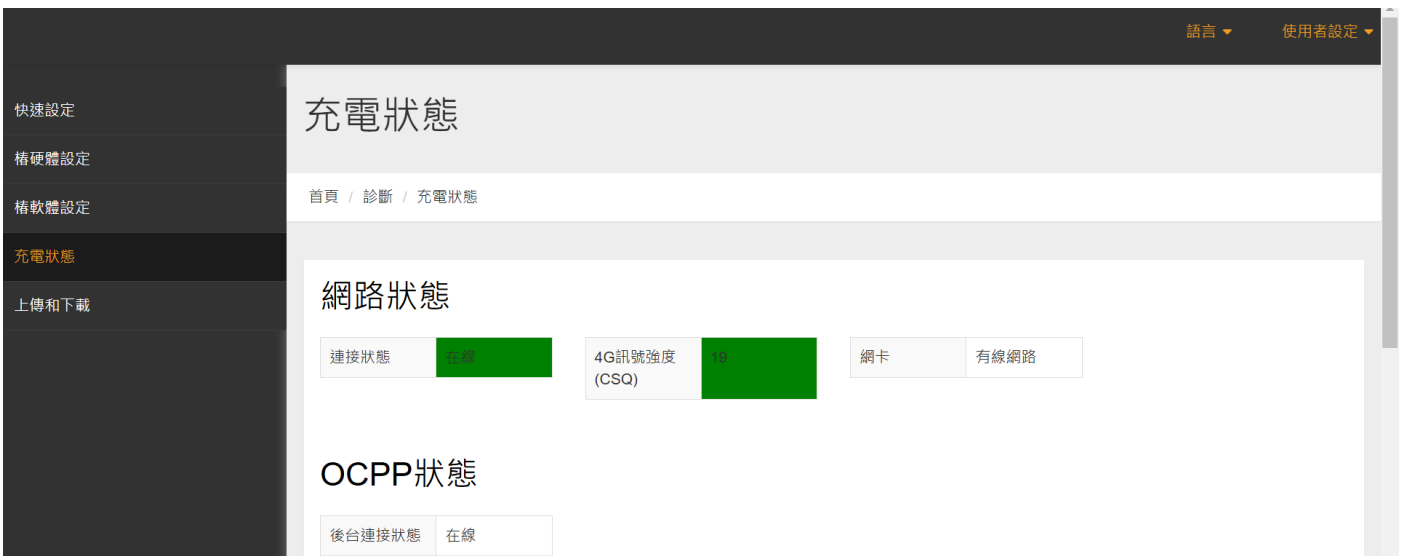 語言 使用者設定
快速設定
樁硬體設定
樁軟體設定
充電狀態
上傳和下載
充電狀態
首頁 / 診斷 / 充電狀態
網路狀態
連接狀態 在線
4G訊號強度
(CSQ) 19
網卡 有線網路
OCPP狀態
後台連接狀態 在線